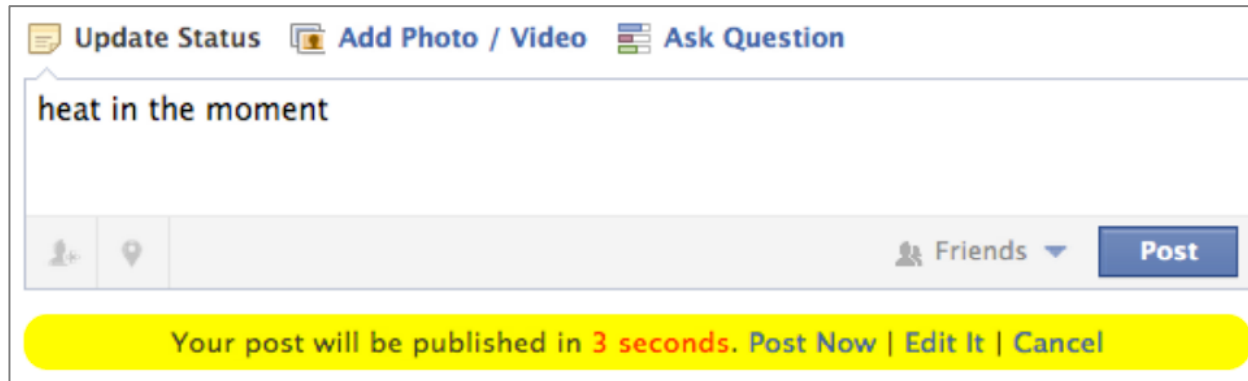 Update Status Add Photo / Video Ask Question
heat in the moment
Friends Post
Your post will be published in 3 seconds. Post Now | Edit It | Cancel